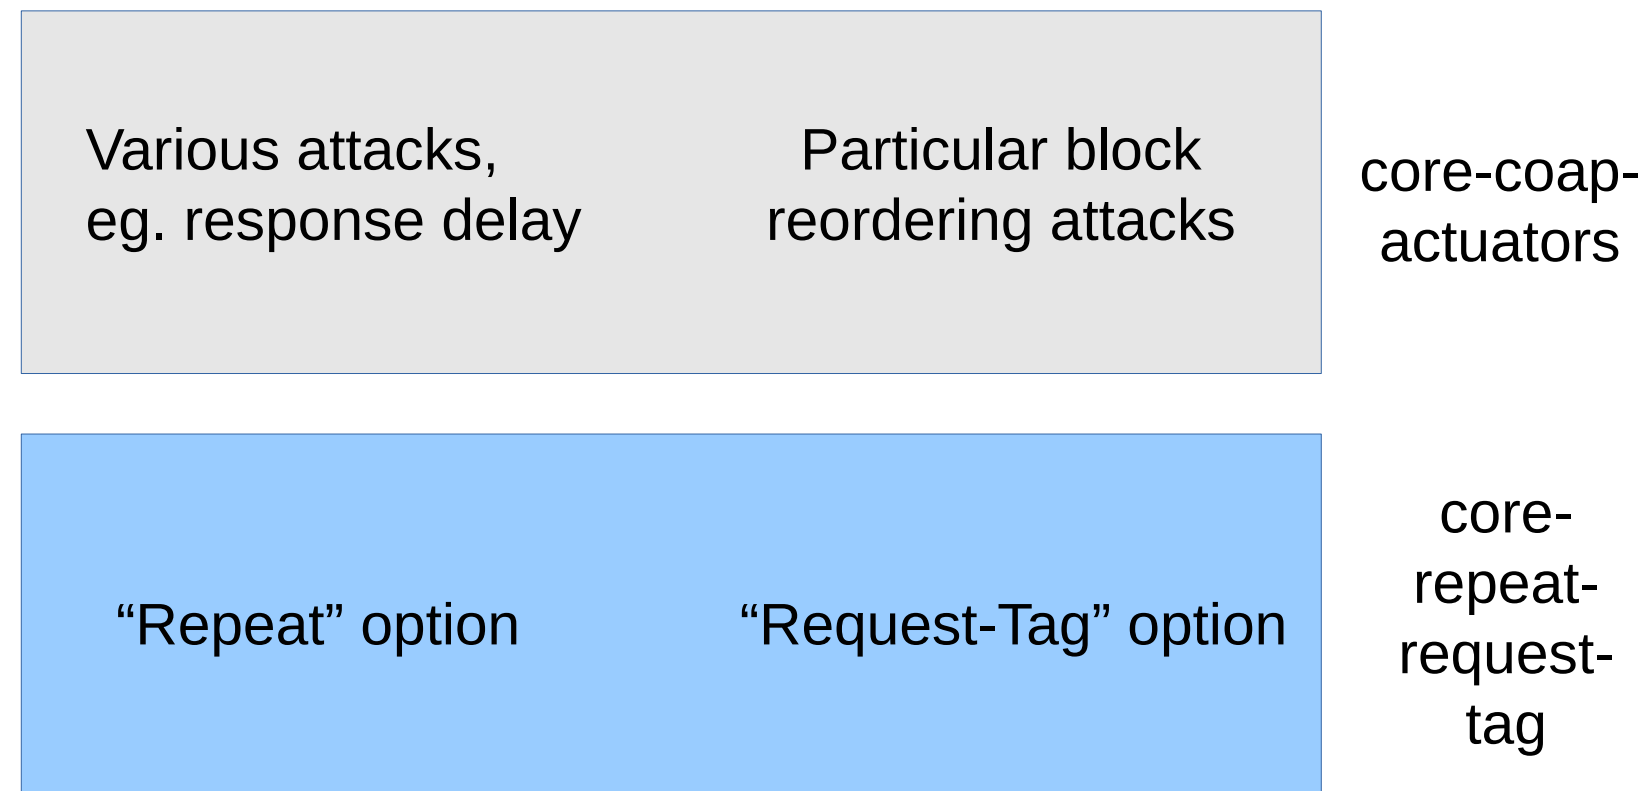 Various attacks,
eg. response delay
Particular block
reordering attacks
core-coap-
actuators
“Repeat” option
“Request-Tag” option
core-
repeat-
request-
tag